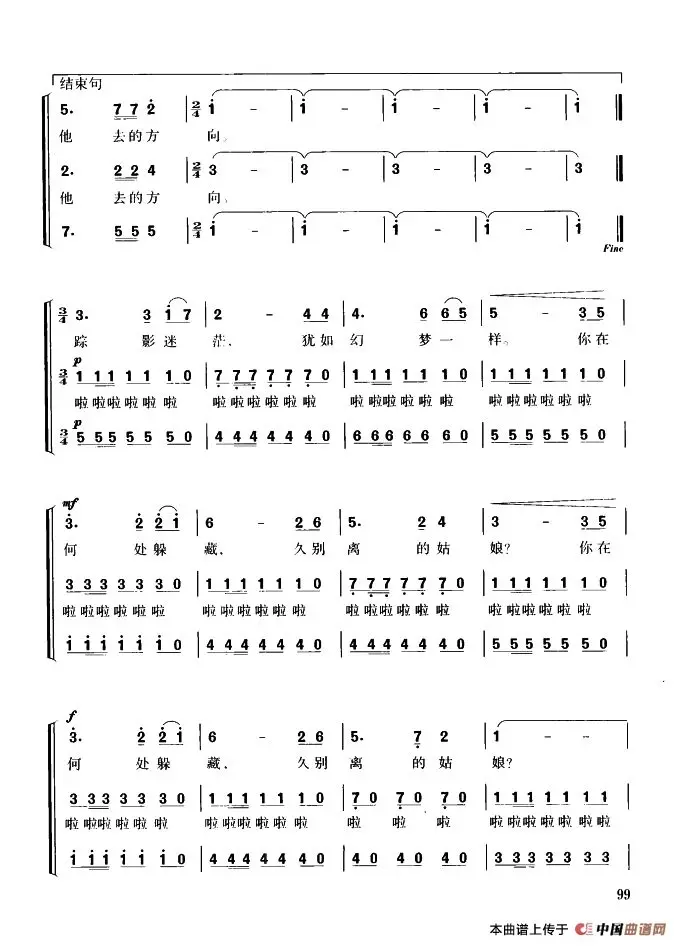 结束句
5. 7 7 2 | 2/4 1 - | 1 - | 1 - | 1 - | 1
他 去的方 向。
2. 2 2 4 | 2/4 3 - | 3 - | 3 - | 3 - | 3
他 去的方 向。
7. 5 5 5 | 2/4 1 - | 1 - | 1 - | 1 - | 1
Fine
3/4 3. 3 1 7 | 2 - 4 4 | 4. 6 6 5 | 5 - 3 5
踪 影迷 茫, 犹如 幻 梦一 样。 你在
p
3/4 1 1 1 1 1 1 0 | 7 7 7 7 7 7 0 | 1 1 1 1 1 1 0 | 1 1 1 1 1 1 0
啦 啦啦啦 啦啦 啦啦啦啦 啦啦 啦 啦啦啦 啦啦 啦 啦啦啦 啦啦
p
3/4 5 5 5 5 5 5 0 | 4 4 4 4 4 4 0 | 6 6 6 6 6 6 0 | 5 5 5 5 5 5 0
mf
3. 2 2 1 | 6 - 2 6 | 5. 2 4 | 3 - 3 5
何 处躲 藏, 久别 离 的姑 娘? 你在
3 3 3 3 3 3 0 | 1 1 1 1 1 1 0 | 7 7 7 7 7 7 0 | 1 1 1 1 1 1 0
啦 啦啦 啦 啦 啦 啦 啦啦啦 啦啦 啦 啦啦啦 啦啦 啦 啦啦啦 啦啦
1 1 1 1 1 1 0 | 4 4 4 4 4 4 0 | 4 4 4 4 4 4 0 | 5 5 5 5 5 5 0
f
3. 2 2 1 | 6 - 2 6 | 5. 7 2 | 1 - -
何 处躲 藏, 久别 离 的姑 娘?
3 3 3 3 3 3 0 | 1 1 1 1 1 1 0 | 7 0 7 0 7 0 | 1 1 1 1 1 1 1
啦 啦啦 啦 啦啦 啦 啦啦啦 啦啦 啦 啦 啦 啦 啦啦啦 啦啦啦
1 1 1 1 1 1 0 | 4 4 4 4 4 4 0 | 4 0 4 0 4 0 | 3 3 3 3 3 3 3
99
本曲谱上传于 中国曲谱网